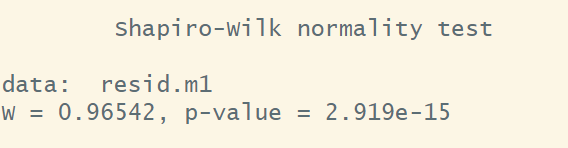 Shapiro-Wilk normality test
data:  resid.m1
W = 0.96542, p-value = 2.919e-15